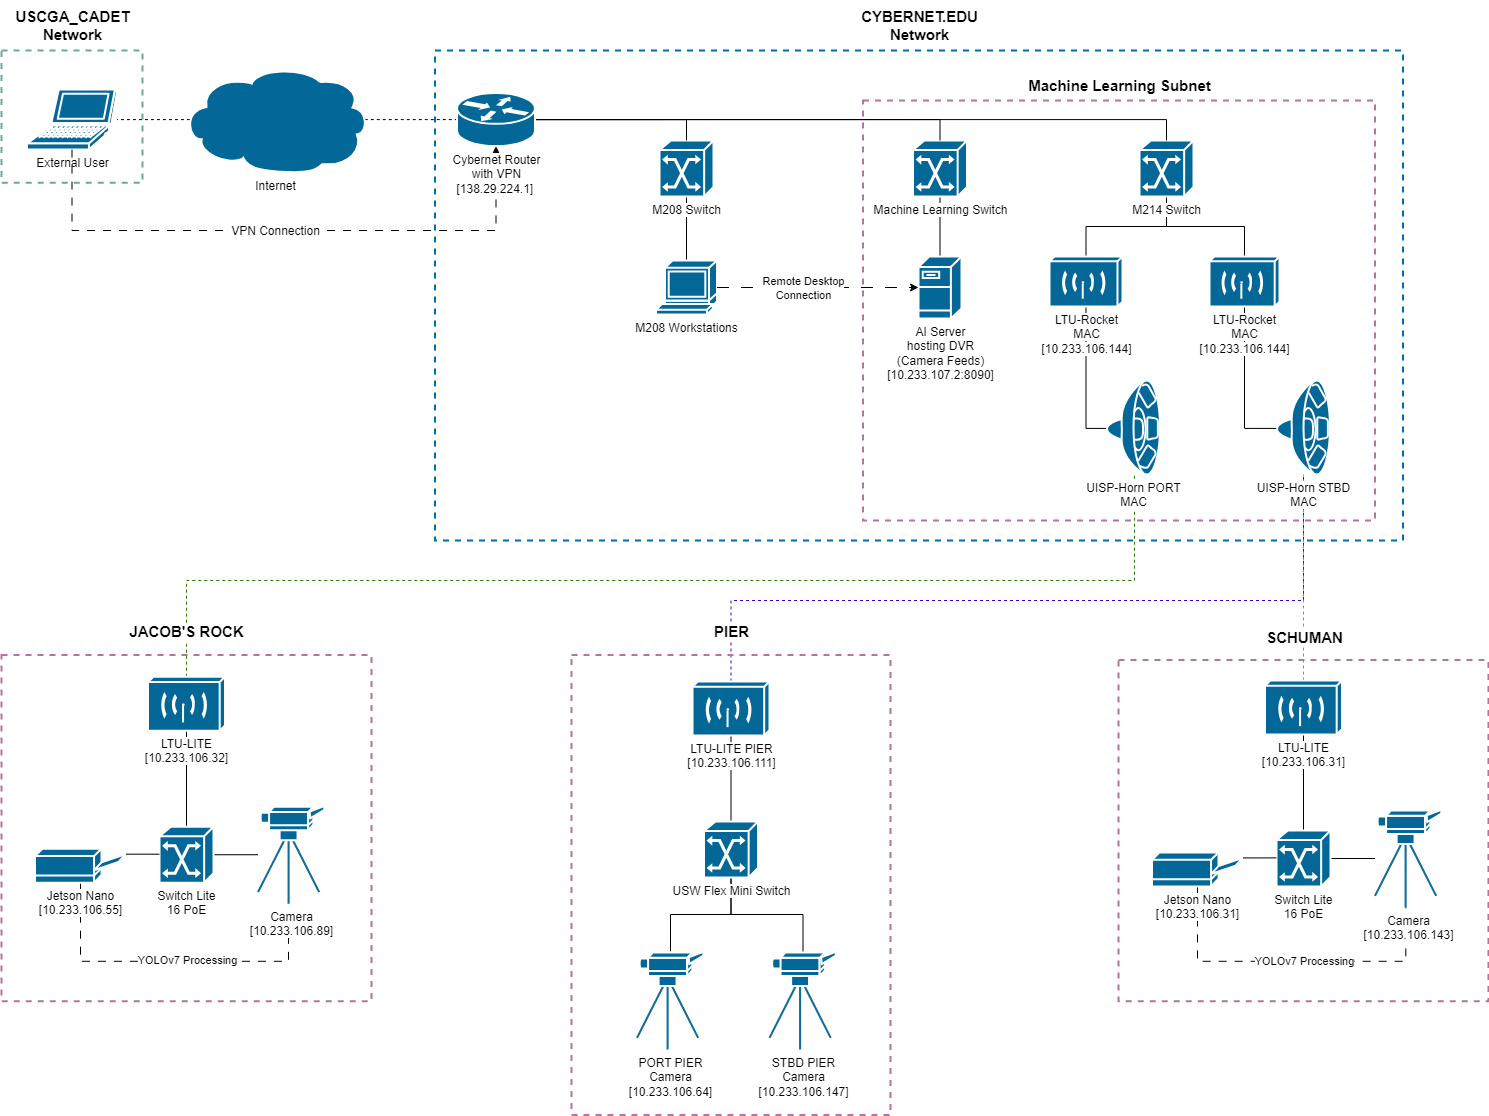 USCGA_CADET
Network
CYBERNET.EDU
Network
Machine Learning Subnet
External User
Internet
Cybernet Router
with VPN
[138.29.224.1]
VPN Connection
M208 Switch
Machine Learning Switch
M214 Switch
Remote Desktop
Connection
M208 Workstations
AI Server
hosting DVR
(Camera Feeds)
[10.233.107.2:8090]
LTU-Rocket
MAC
[10.233.106.144]
LTU-Rocket
MAC
[10.233.106.144]
UISP-Horn PORT
MAC
UISP-Horn STBD
MAC
JACOB'S ROCK
LTU-LITE
[10.233.106.32]
Jetson Nano
[10.233.106.55]
Switch Lite
16 PoE
Camera
[10.233.106.89]
YOLOv7 Processing
PIER
LTU-LITE PIER
[10.233.106.111]
USW Flex Mini Switch
PORT PIER
Camera
[10.233.106.64]
STBD PIER
Camera
[10.233.106.147]
SCHUMAN
LTU-LITE
[10.233.106.31]
Jetson Nano
[10.233.106.31]
Switch Lite
16 PoE
Camera
[10.233.106.143]
YOLOv7 Processing